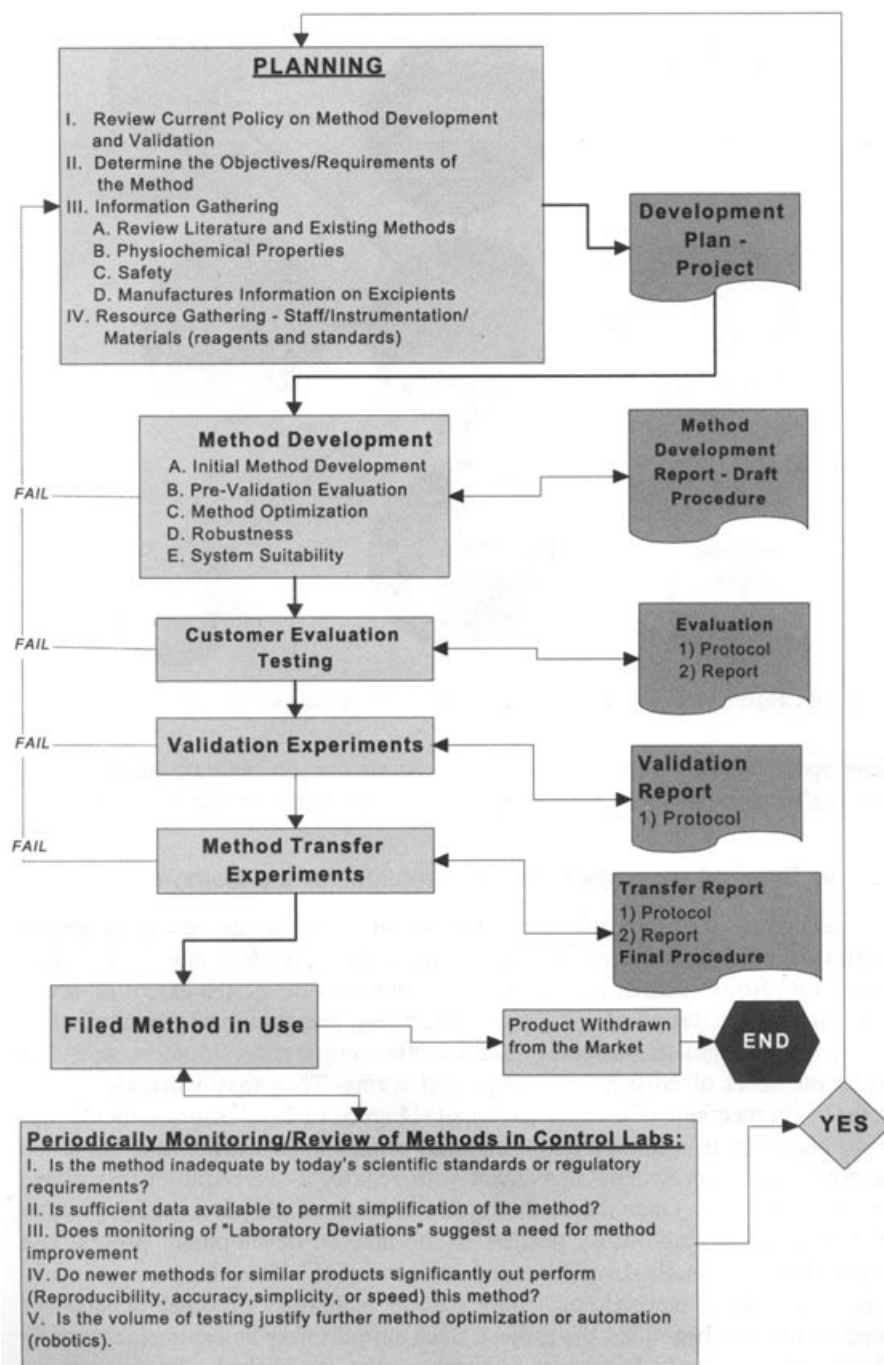 PLANNING
I. Review Current Policy on Method Development
and Validation
II. Determine the Objectives/Requirements of
the Method
III. Information Gathering
A. Review Literature and Existing Methods
B. Physiochemical Properties
C. Safety
D. Manufactures Information on Excipients
IV. Resource Gathering - Staff/Instrumentation/
Materials (reagents and standards)
Development
Plan -
Project
Method Development
A. Initial Method Development
B. Pre-Validation Evaluation
C. Method Optimization
D. Robustness
E. System Suitability
FAIL
Method
Development
Report - Draft
Procedure
Customer Evaluation
Testing
FAIL
Evaluation
1) Protocol
2) Report
Validation Experiments
FAIL
Validation
Report
1) Protocol
Method Transfer
Experiments
FAIL
Transfer Report
1) Protocol
2) Report
Final Procedure
Filed Method in Use
Product Withdrawn
from the Market
END
YES
Periodically Monitoring/Review of Methods in Control Labs:
I. Is the method inadequate by today's scientific standards or regulatory
requirements?
II. Is sufficient data available to permit simplification of the method?
III. Does monitoring of "Laboratory Deviations" suggest a need for method
improvement
IV. Do newer methods for similar products significantly out perform
(Reproducibility, accuracy,simplicity, or speed) this method?
V. Is the volume of testing justify further method optimization or automation
(robotics).